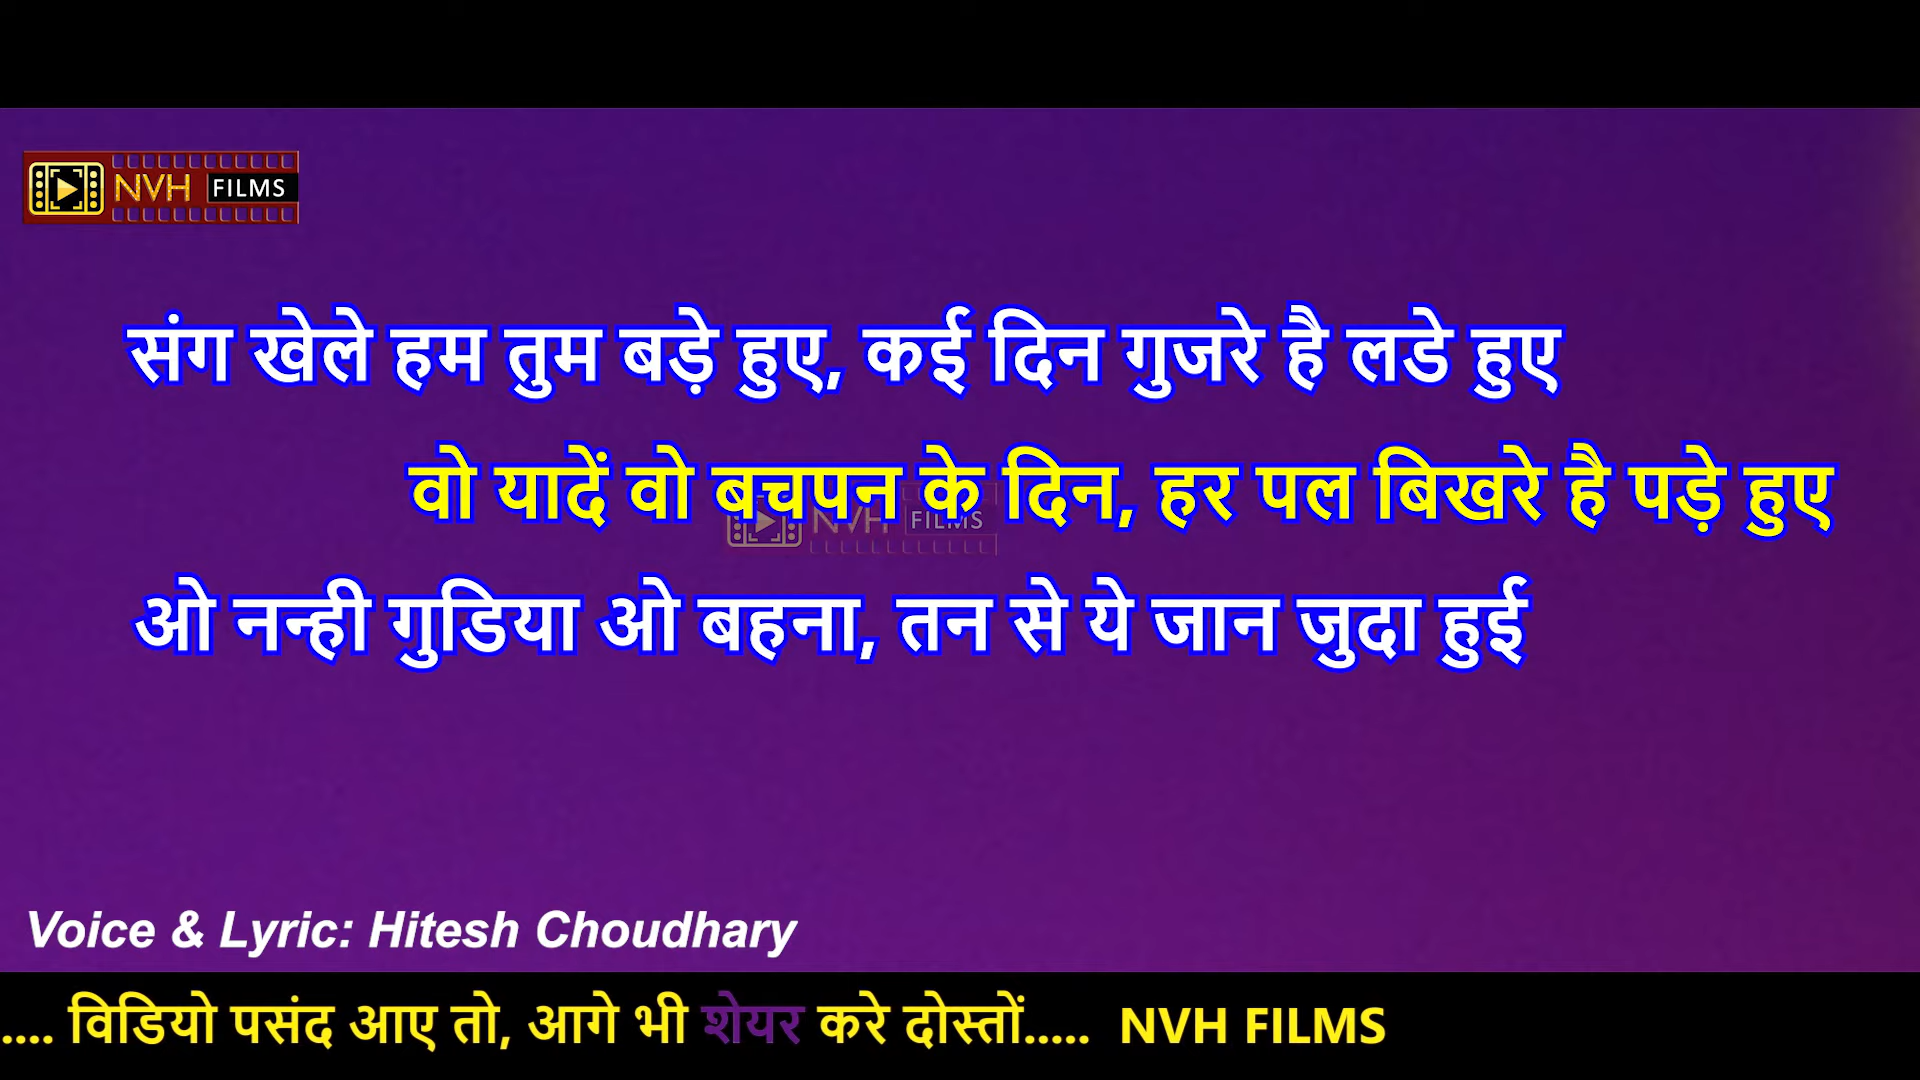 NVH FILMS
संग खेले हम तुम बड़े हुए, कई दिन गुजरे है लडे हुए
वो यादें वो बचपन के दिन, हर पल बिखरे है पड़े हुए
NVH FILMS
ओ नन्ही गुडिया ओ बहना, तन से ये जान जुदा हुई
Voice & Lyric: Hitesh Choudhary
.... विडियो पसंद आए तो, आगे भी शेयर करे दोस्तों..... NVH FILMS